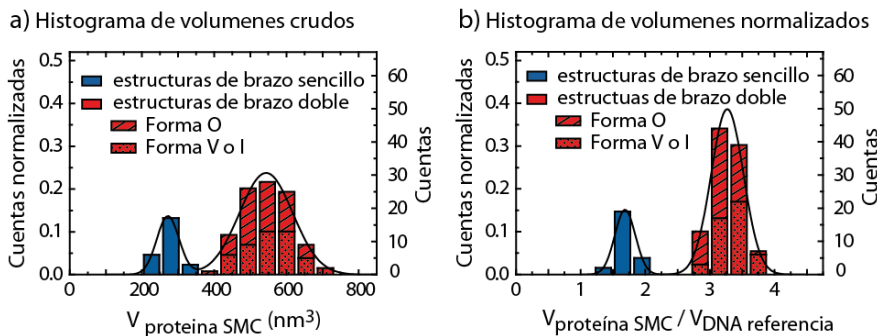 a) Histograma de volumenes crudos
0.5
0.4
0.3
0.2
0.1
0.0
Cuentas normalizadas
estructuras de brazo sencillo
estructuras de brazo doble
Forma O
Forma V o I
60
50
40
30
20
10
0
Cuentas
0 200 400 600 800
V proteina SMC (nm³)
b) Histograma de volumenes normalizados
0.5
0.4
0.3
0.2
0.1
0.0
Cuentas normalizadas
estructuras de brazo sencillo
estructuas de brazo doble
Forma O
Forma V o I
60
50
40
30
20
10
0
Cuentas
0 1 2 3 4
V proteína SMC / V DNA referencia